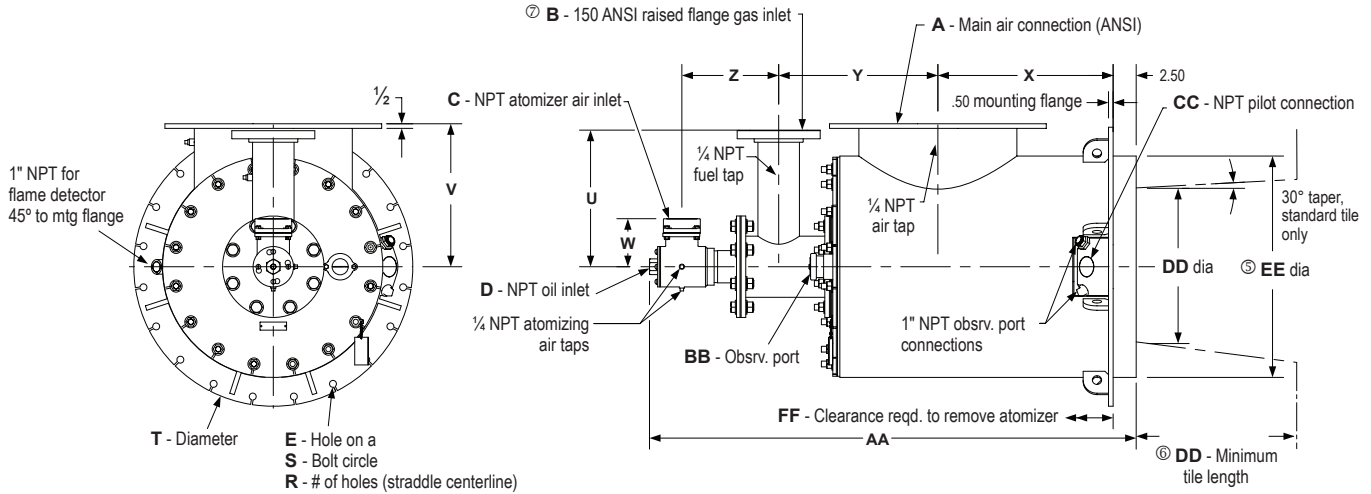 ⑦ B - 150 ANSI raised flange gas inlet
A - Main air connection (ANSI)
Z
Y
X
2.50
½
C - NPT atomizer air inlet
.50 mounting flange
CC - NPT pilot connection
1" NPT for
flame detector
45º to mtg flange
V
U
¼ NPT
fuel tap
¼ NPT
air tap
30° taper,
standard tile
only
W
DD dia
⑤ EE dia
D - NPT oil inlet
¼ NPT atomizing
air taps
BB - Obsrv. port
1" NPT obsrv. port
connections
FF - Clearance reqd. to remove atomizer
AA
T - Diameter
E - Hole on a
S - Bolt circle
R - # of holes (straddle centerline)
⑥ DD - Minimum
tile length